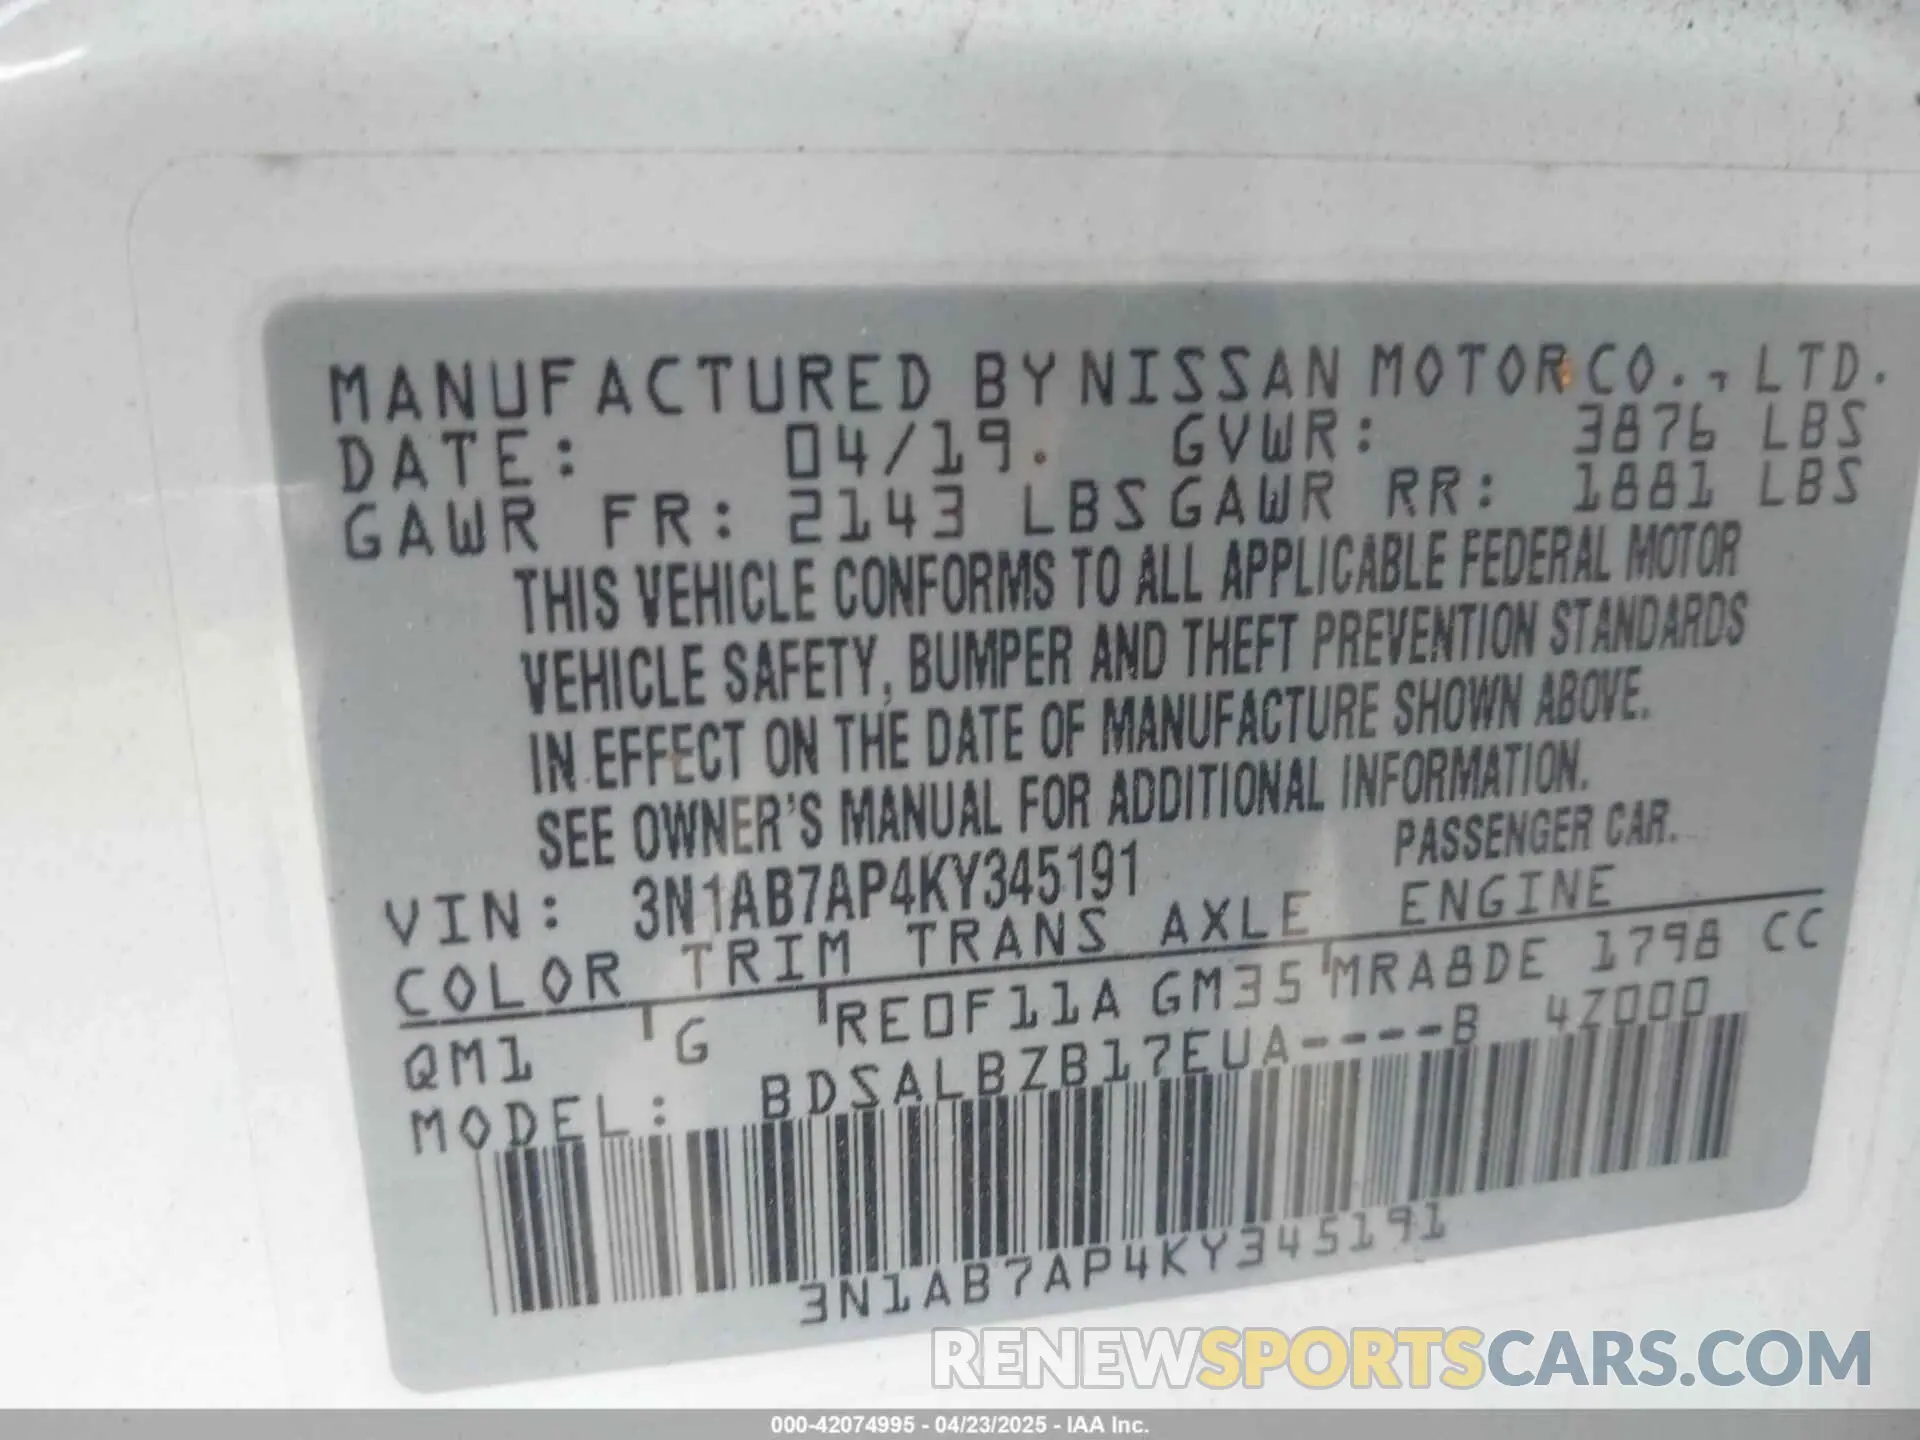 MANUFACTURED BY NISSAN MOTOR CO., LTD.
DATE: 04/19. GVWR: 3876 LBS
GAWR FR: 2143 LBS GAWR RR: 1881 LBS
THIS VEHICLE CONFORMS TO ALL APPLICABLE FEDERAL MOTOR
VEHICLE SAFETY, BUMPER AND THEFT PREVENTION STANDARDS
IN EFFECT ON THE DATE OF MANUFACTURE SHOWN ABOVE.
SEE OWNER'S MANUAL FOR ADDITIONAL INFORMATION.
VIN: 3N1AB7AP4KY345191 PASSENGER CAR.
COLOR TRIM TRANS AXLE ENGINE
QM1 G RE0F11A GM35 MRA8DE 1798 CC
MODEL: BDSALBZB17EUA----B 4Z000
3N1AB7AP4KY345191
RENEWSPORTSCARS.COM
000-42074995 - 04/23/2025 - IAA Inc.